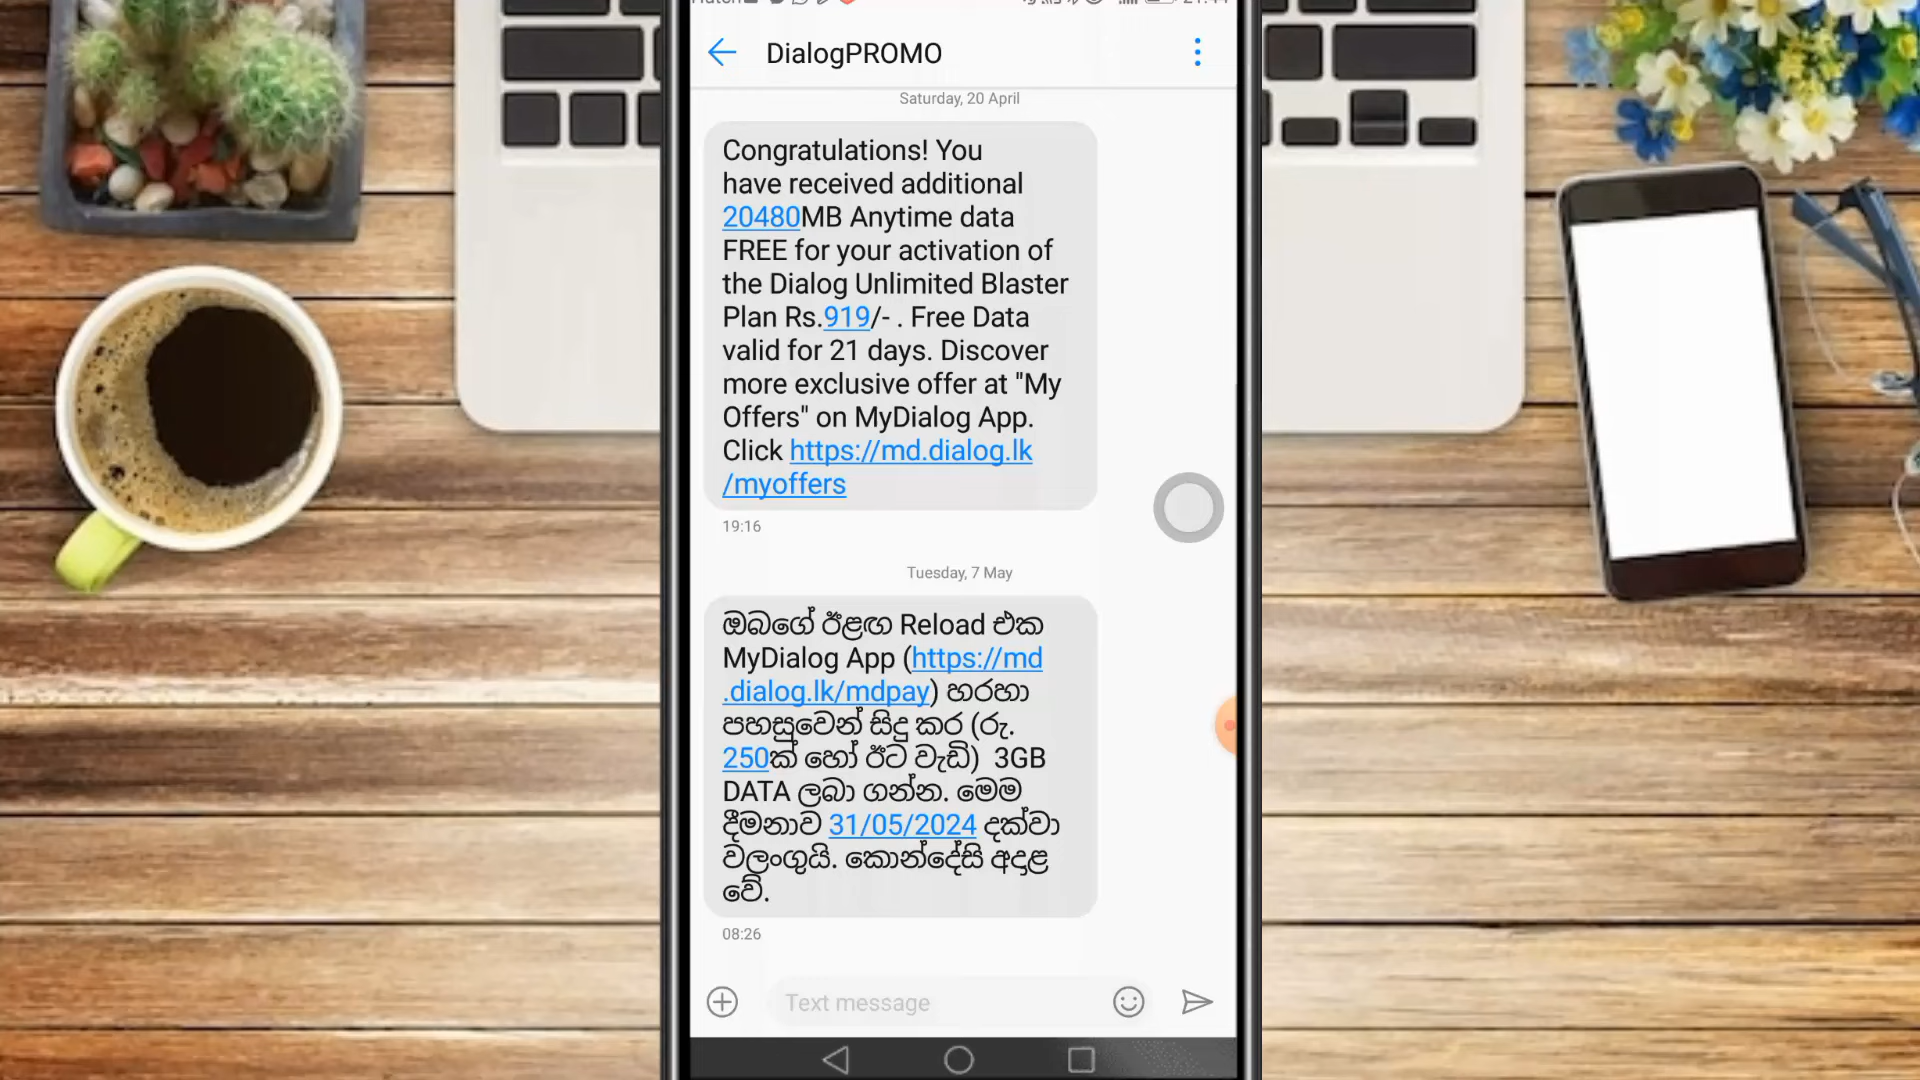 DialogPROMO
Saturday, 20 April
Congratulations! You
have received additional
20480MB Anytime data
FREE for your activation of
the Dialog Unlimited Blaster
Plan Rs.919/- . Free Data
valid for 21 days. Discover
more exclusive offer at "My
Offers" on MyDialog App.
Click https://md.dialog.lk
/myoffers
19:16
Tuesday, 7 May
ඔබගේ ඊළඟ Reload එක
MyDialog App (https://md
.dialog.lk/mdpay) හරහා
පහසුවෙන් සිදු කර (රු.
250ක් හෝ ඊට වැඩි)  3GB
DATA ලබා ගන්න. මෙම
දීමනාව 31/05/2024 දක්වා
වලංගුයි. කොන්දේසි අදාළ
වේ.
08:26
Text message